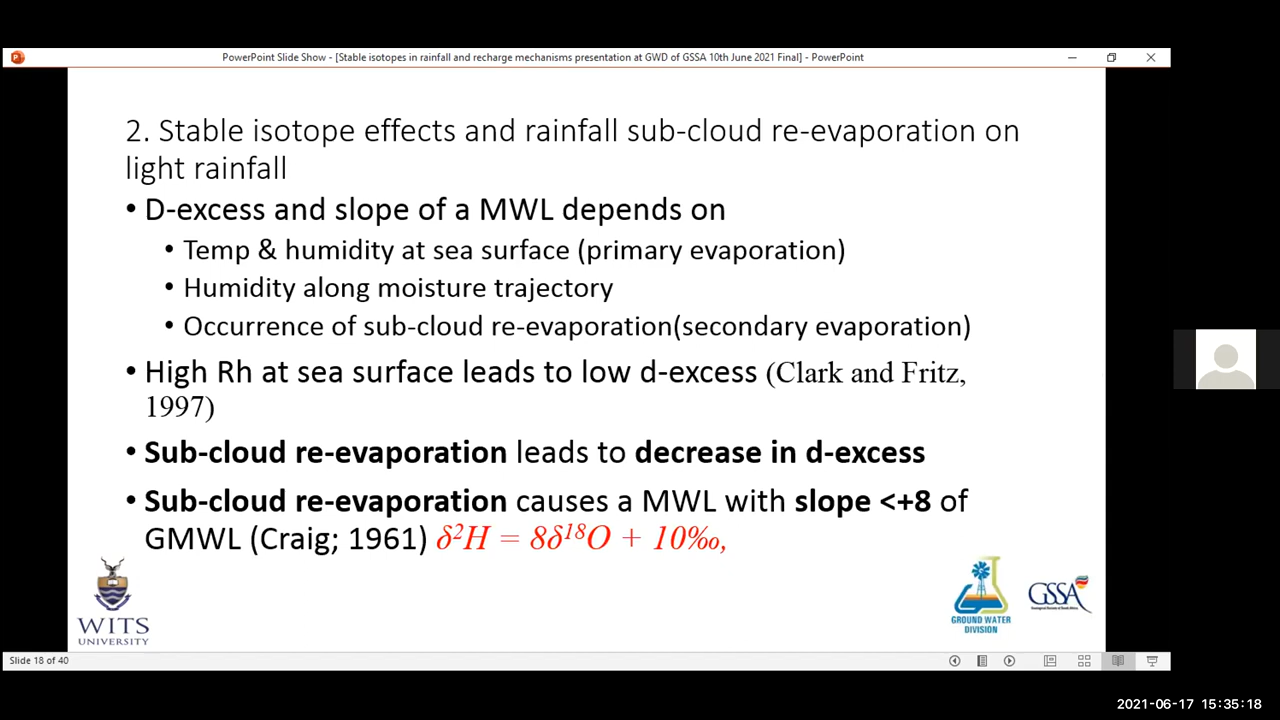 PowerPoint Slide Show - [Stable isotopes in rainfall and recharge mechanisms presentation at GWD of GSSA 10th June 2021 Final] - PowerPoint
2. Stable isotope effects and rainfall sub-cloud re-evaporation on
light rainfall
• D-excess and slope of a MWL depends on
• Temp & humidity at sea surface (primary evaporation)
• Humidity along moisture trajectory
• Occurrence of sub-cloud re-evaporation(secondary evaporation)
• High Rh at sea surface leads to low d-excess (Clark and Fritz,
1997)
• Sub-cloud re-evaporation leads to decrease in d-excess
• Sub-cloud re-evaporation causes a MWL with slope <+8 of
GMWL (Craig; 1961) δ²H = 8δ¹⁸O + 10‰,
WITS
UNIVERSITY
GROUND WATER
DIVISION
GSSA
Slide 18 of 40
2021-06-17 15:35:18